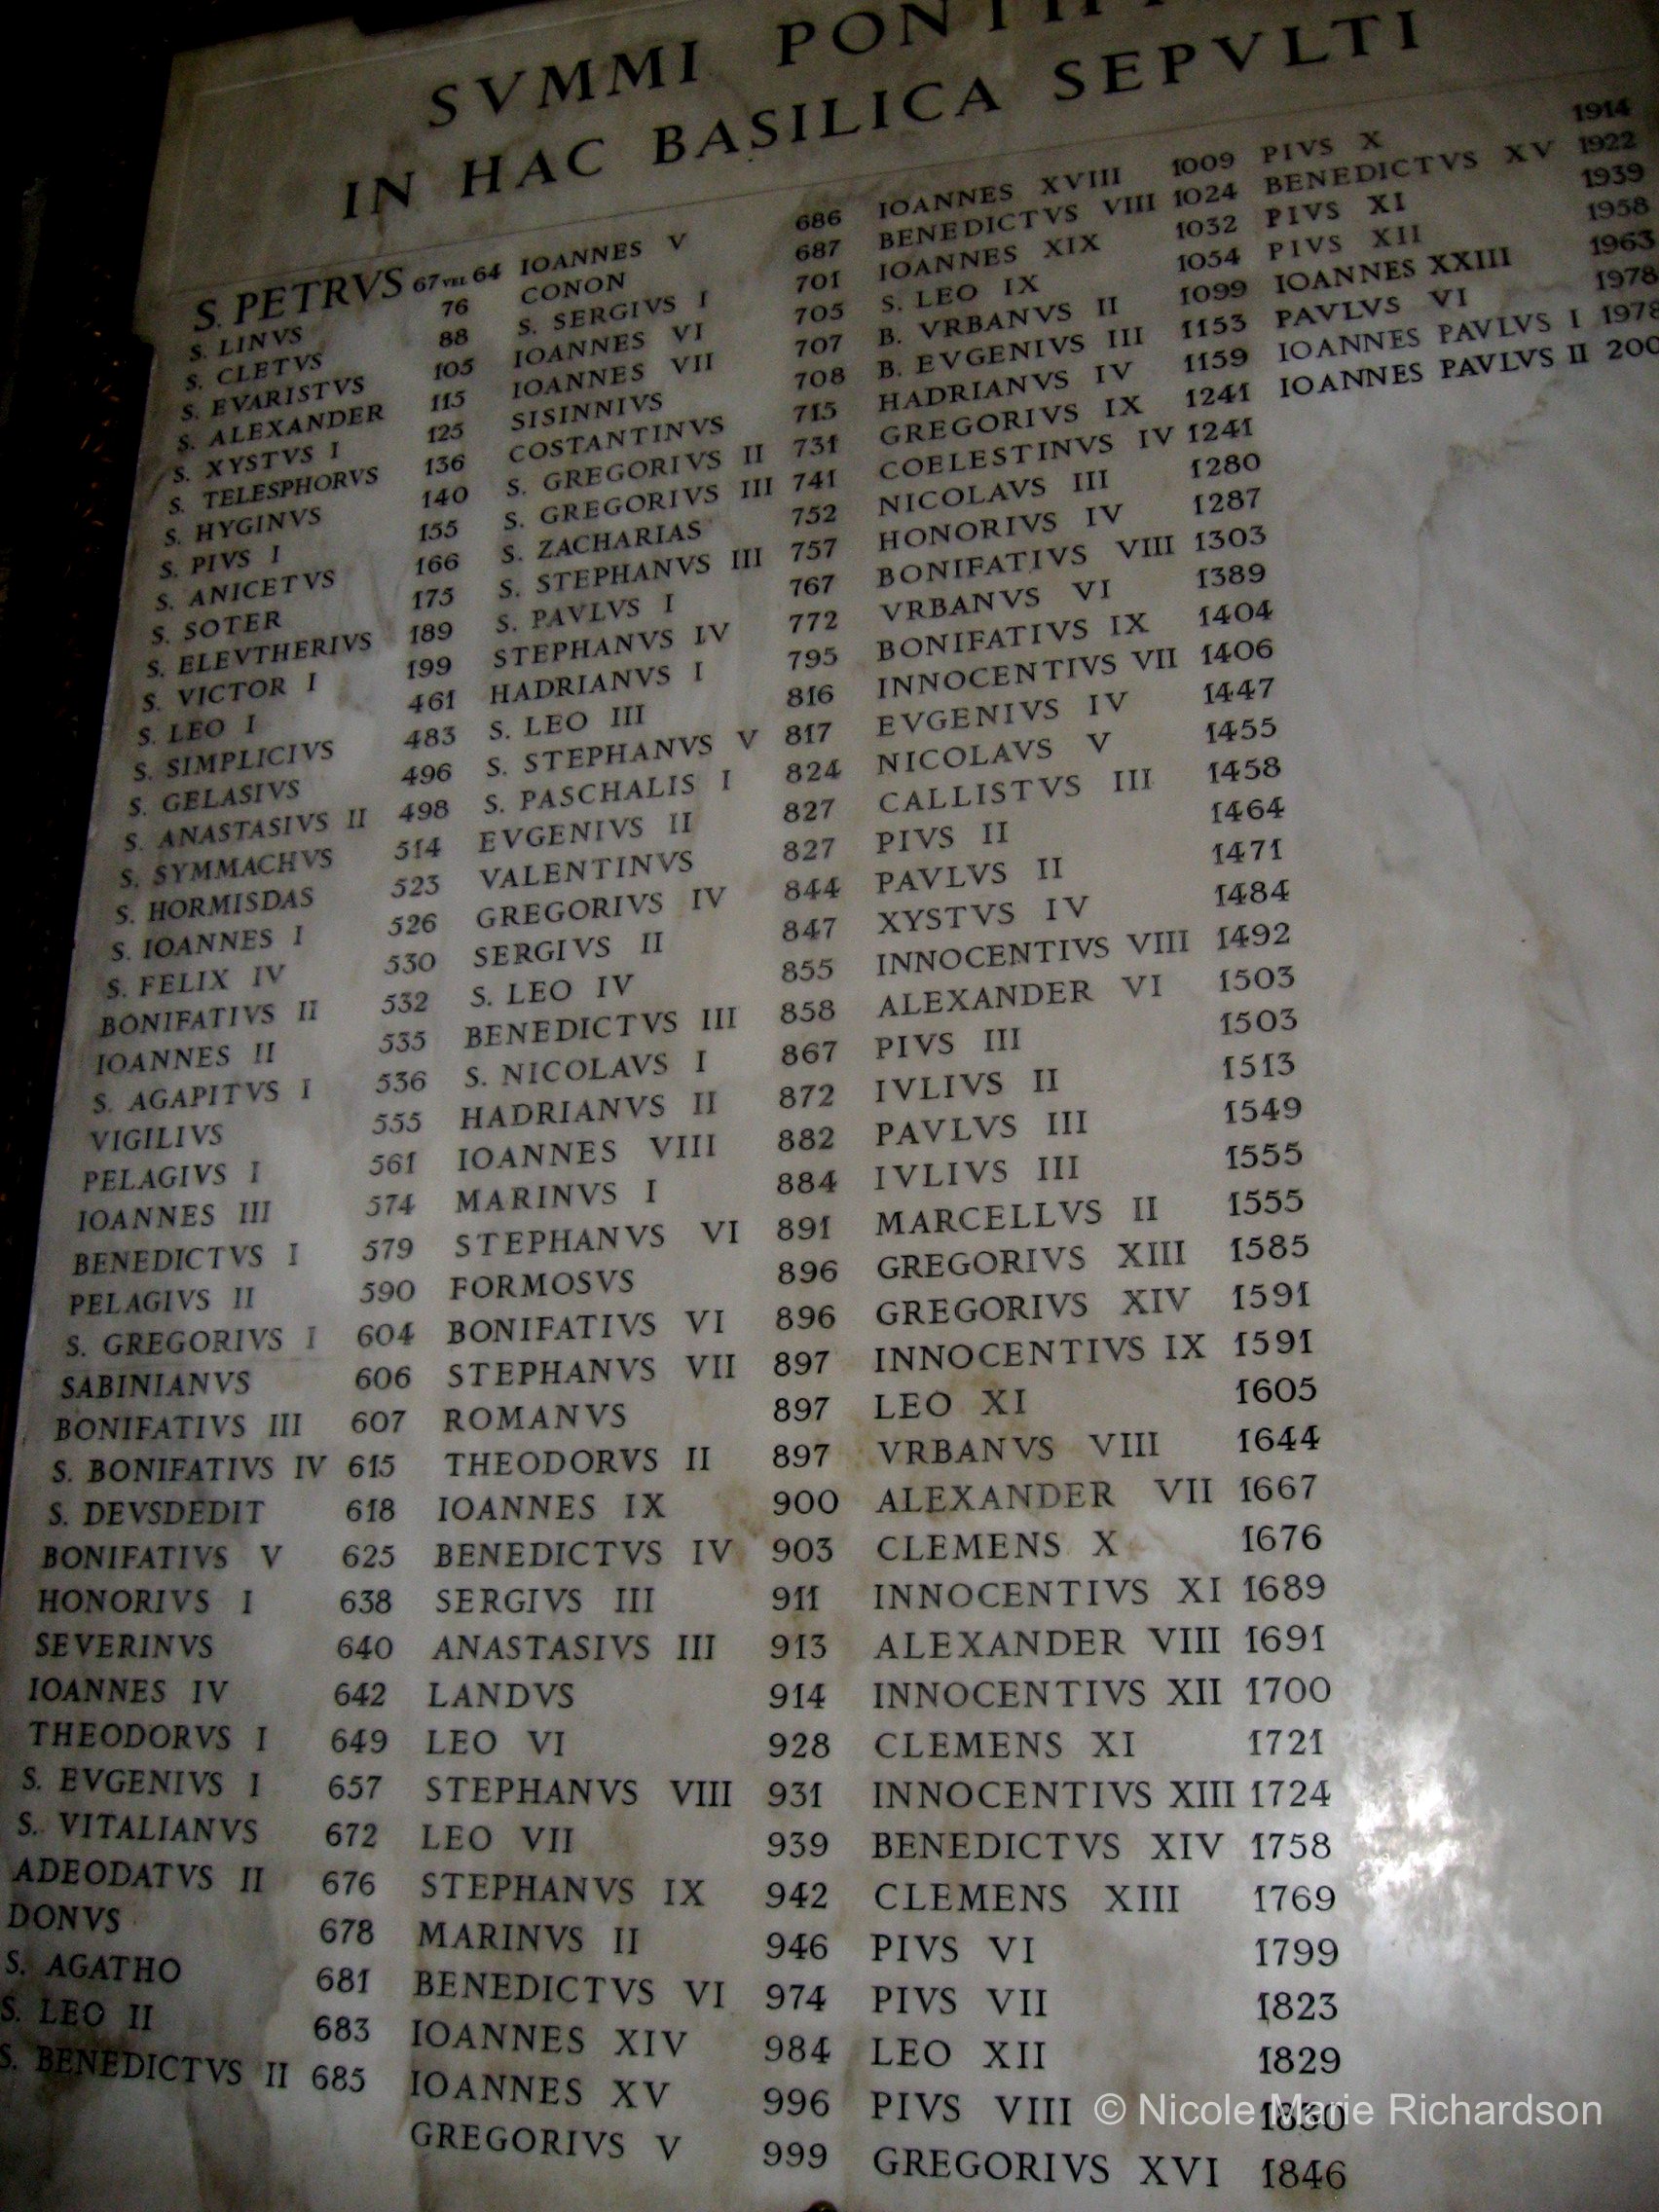 SVMMI PONTIF
IN HAC BASILICA SEPVLTI
S. PETRVS 67 VEL 64
S. LINVS 76
S. CLETVS 88
S. EVARISTVS 105
S. ALEXANDER 115
S. XYSTVS I 125
S. TELESPHORVS 136
S. HYGINVS 140
S. PIVS I 155
S. ANICETVS 166
S. SOTER 175
S. ELEVTHERIVS 189
S. VICTOR I 199
S. LEO I 461
S. SIMPLICIVS 483
S. GELASIVS 496
S. ANASTASIVS II 498
S. SYMMACHVS 514
S. HORMISDAS 523
S. IOANNES I 526
S. FELIX IV 530
BONIFATIVS II 532
IOANNES II 535
S. AGAPITVS I 536
VIGILIVS 555
PELAGIVS I 561
IOANNES III 574
BENEDICTVS I 579
PELAGIVS II 590
S. GREGORIVS I 604
SABINIANVS 606
BONIFATIVS III 607
S. BONIFATIVS IV 615
S. DEVSDEDIT 618
BONIFATIVS V 625
HONORIVS I 638
SEVERINVS 640
IOANNES IV 642
THEODORVS I 649
S. EVGENIVS I 657
S. VITALIANVS 672
ADEODATVS II 676
DONVS 678
S. AGATHO 681
S. LEO II 683
S. BENEDICTVS II 685
IOANNES V 686
CONON 687
S. SERGIVS I 701
IOANNES VI 705
IOANNES VII 707
SISINNIVS 708
COSTANTINVS 715
S. GREGORIVS II 731
S. GREGORIVS III 741
S. ZACHARIAS 752
S. STEPHANVS III 757
S. PAVLVS I 767
STEPHANVS IV 772
HADRIANVS I 795
S. LEO III 816
S. STEPHANVS V 817
S. PASCHALIS I 824
EVGENIVS II 827
VALENTINVS 827
GREGORIVS IV 844
SERGIVS II 847
S. LEO IV 855
BENEDICTVS III 858
S. NICOLAVS I 867
HADRIANVS II 872
IOANNES VIII 882
MARINVS I 884
STEPHANVS VI 891
FORMOSVS 896
BONIFATIVS VI 896
STEPHANVS VII 897
ROMANVS 897
THEODORVS II 897
IOANNES IX 900
BENEDICTVS IV 903
SERGIVS III 911
ANASTASIVS III 913
LANDVS 914
LEO VI 928
STEPHANVS VIII 931
LEO VII 939
STEPHANVS IX 942
MARINVS II 946
BENEDICTVS VI 974
IOANNES XIV 984
IOANNES XV 996
GREGORIVS V 999
IOANNES XVIII 1009
BENEDICTVS VIII 1024
IOANNES XIX 1032
S. LEO IX 1054
B. VRBANVS II 1099
B. EVGENIVS III 1153
HADRIANVS IV 1159
GREGORIVS IX 1241
COELESTINVS IV 1241
NICOLAVS III 1280
HONORIVS IV 1287
BONIFATIVS VIII 1303
VRBANVS VI 1389
BONIFATIVS IX 1404
INNOCENTIVS VII 1406
EVGENIVS IV 1447
NICOLAVS V 1455
CALLISTVS III 1458
PIVS II 1464
PAVLVS II 1471
XYSTVS IV 1484
INNOCENTIVS VIII 1492
ALEXANDER VI 1503
PIVS III 1503
IVLIVS II 1513
PAVLVS III 1549
IVLIVS III 1555
MARCELLVS II 1555
GREGORIVS XIII 1585
GREGORIVS XIV 1591
INNOCENTIVS IX 1591
LEO XI 1605
VRBANVS VIII 1644
ALEXANDER VII 1667
CLEMENS X 1676
INNOCENTIVS XI 1689
ALEXANDER VIII 1691
INNOCENTIVS XII 1700
CLEMENS XI 1721
INNOCENTIVS XIII 1724
BENEDICTVS XIV 1758
CLEMENS XIII 1769
PIVS VI 1799
PIVS VII 1823
LEO XII 1829
PIVS VIII 1830
GREGORIVS XVI 1846
PIVS X 1914
BENEDICTVS XV 1922
PIVS XI 1939
PIVS XII 1958
IOANNES XXIII 1963
PAVLVS VI 1978
IOANNES PAVLVS I 1978
IOANNES PAVLVS II 200
© Nicole Marie Richardson